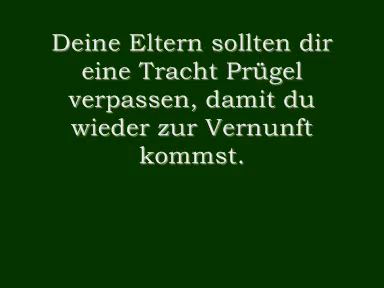 Deine Eltern sollten dir
eine Tracht Prügel
verpassen, damit du
wieder zur Vernunft
kommst.